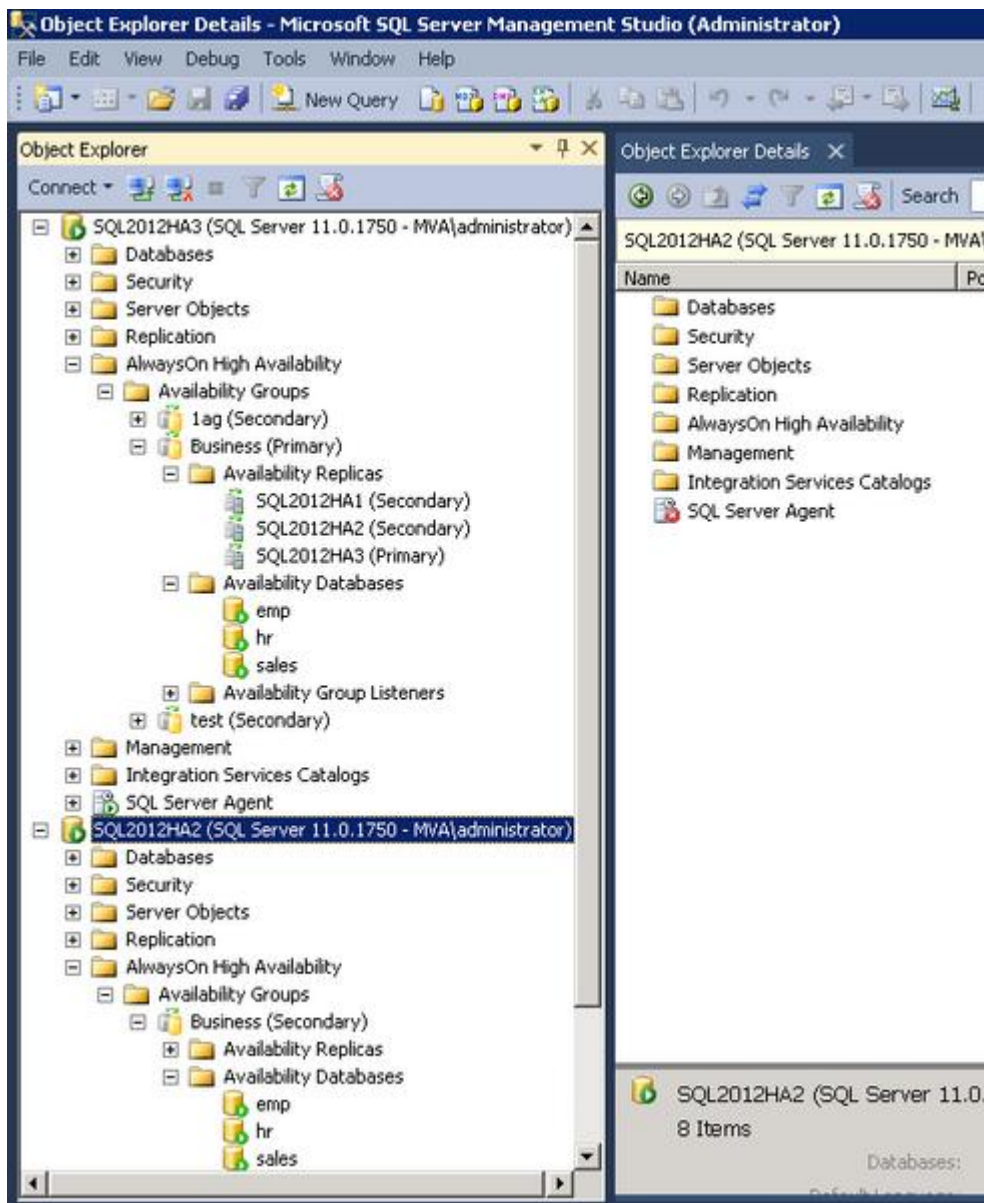 Object Explorer Details - Microsoft SQL Server Management Studio (Administrator)
File Edit View Debug Tools Window Help
New Query
Object Explorer
Connect
SQL2012HA3 (SQL Server 11.0.1750 - MVA\administrator)
Databases
Security
Server Objects
Replication
AlwaysOn High Availability
Availability Groups
1ag (Secondary)
Business (Primary)
Availability Replicas
SQL2012HA1 (Secondary)
SQL2012HA2 (Secondary)
SQL2012HA3 (Primary)
Availability Databases
emp
hr
sales
Availability Group Listeners
test (Secondary)
Management
Integration Services Catalogs
SQL Server Agent
SQL2012HA2 (SQL Server 11.0.1750 - MVA\administrator)
Databases
Security
Server Objects
Replication
AlwaysOn High Availability
Availability Groups
Business (Secondary)
Availability Replicas
Availability Databases
emp
hr
sales
Object Explorer Details
Search
SQL2012HA2 (SQL Server 11.0.1750 - MVA\
Name Po
Databases
Security
Server Objects
Replication
AlwaysOn High Availability
Management
Integration Services Catalogs
SQL Server Agent
SQL2012HA2 (SQL Server 11.0.
8 Items
Databases: